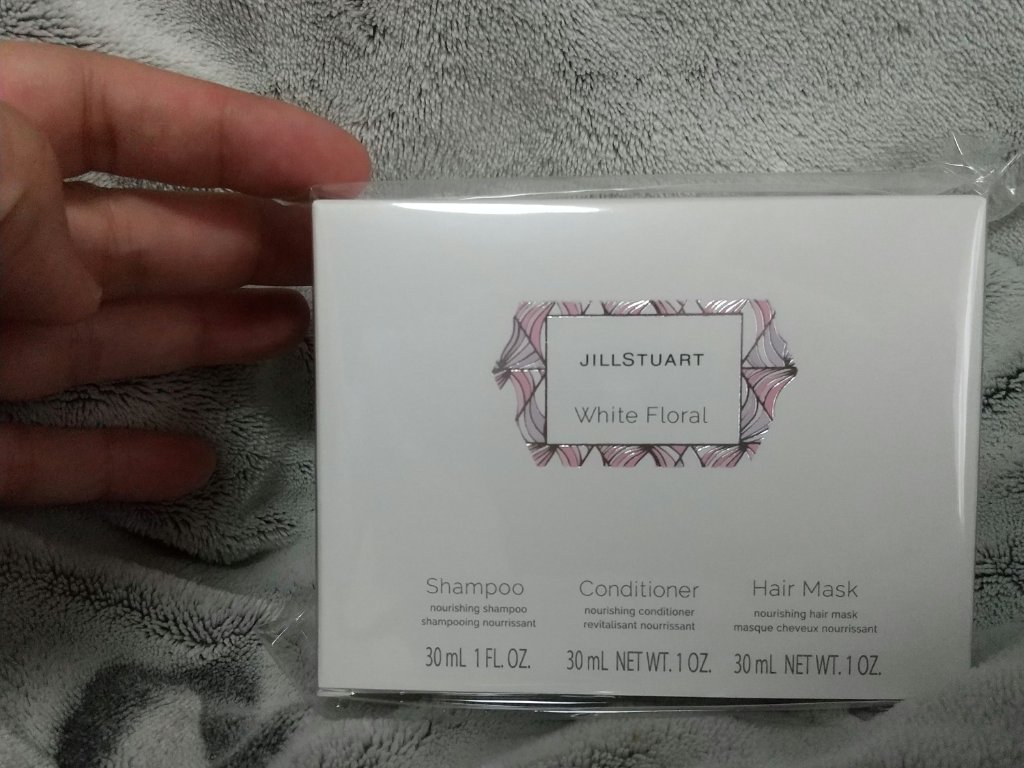 JILLSTUART
White Floral
Shampoo
nourishing shampoo
shampooing nourrissant
30 mL 1 FL. OZ.
Conditioner
nourishing conditioner
revitalisant nourrissant
30 mL NET WT. 1 OZ.
Hair Mask
nourishing hair mask
masque cheveux nourrissant
30 mL NET WT. 1 OZ.